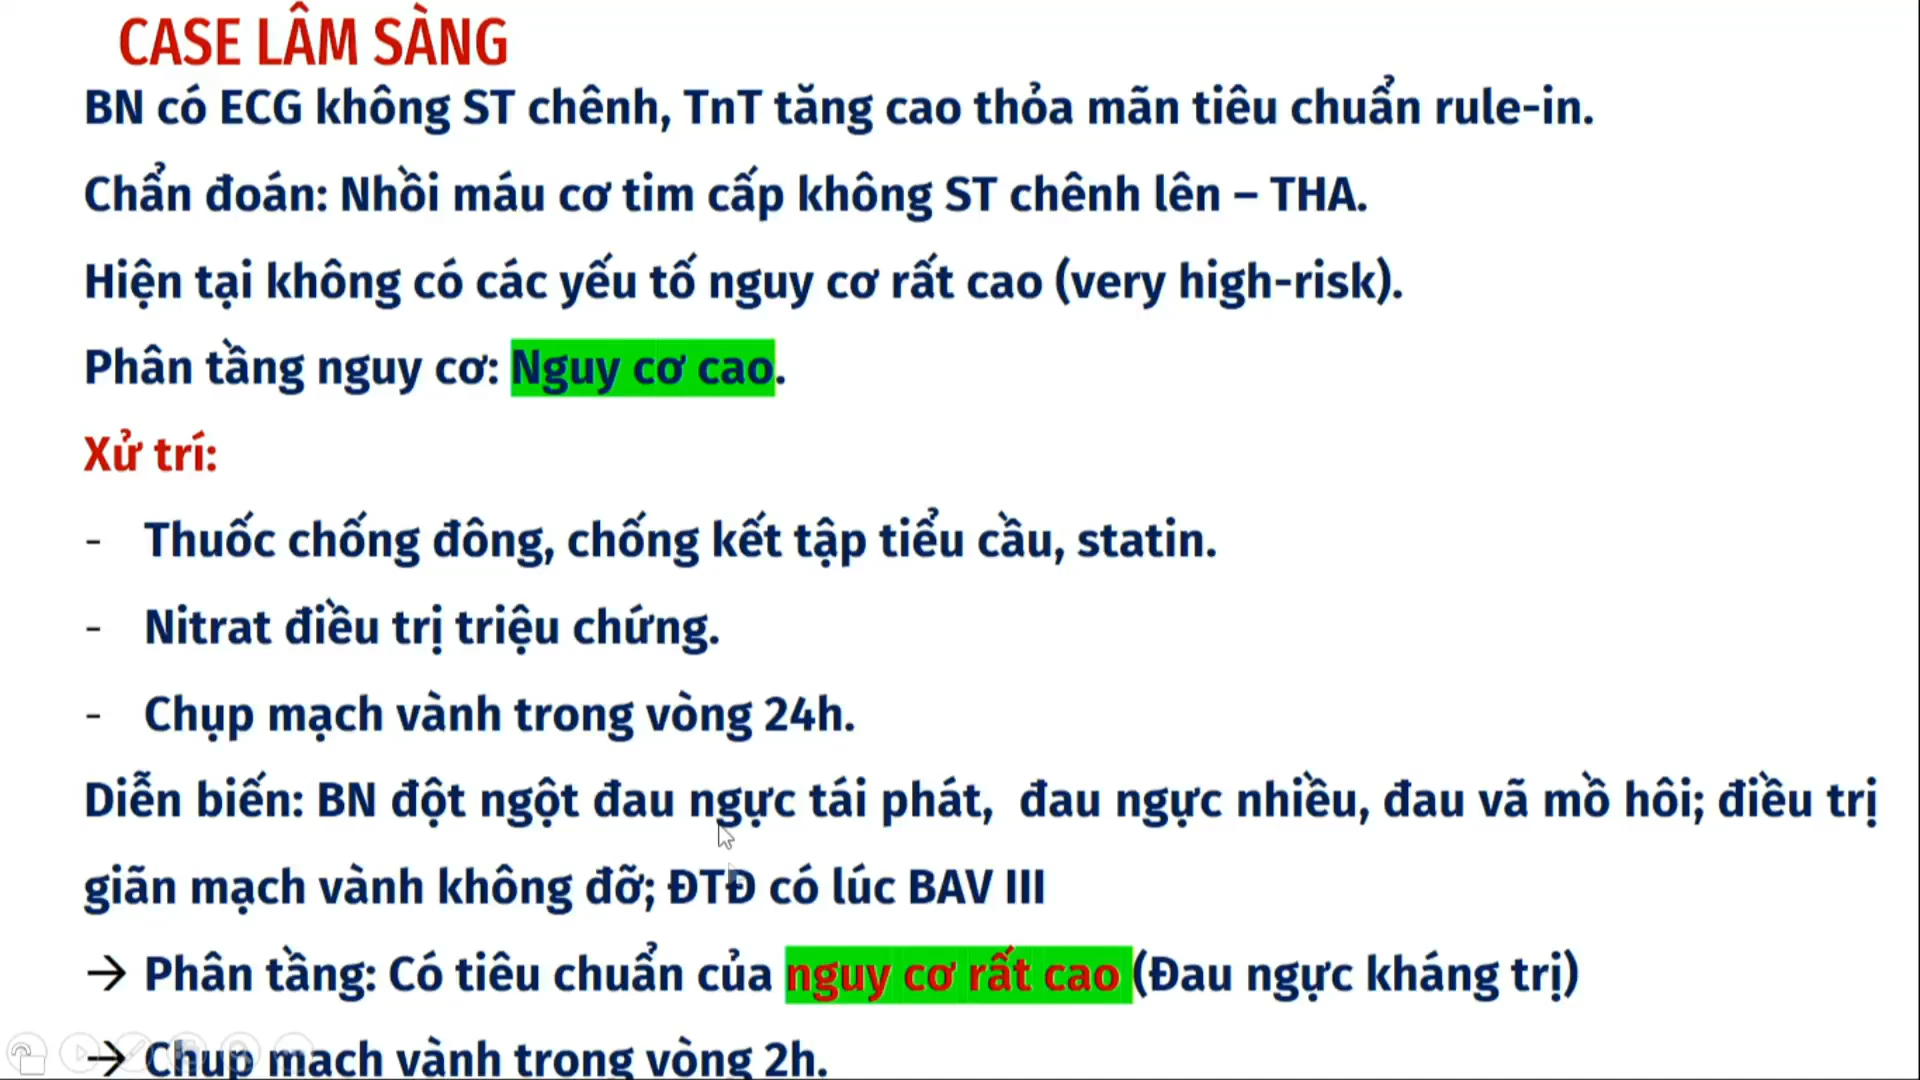 CASE LÂM SÀNG
BN có ECG không ST chênh, TnT tăng cao thỏa mãn tiêu chuẩn rule-in.
Chẩn đoán: Nhồi máu cơ tim cấp không ST chênh lên – THA.
Hiện tại không có các yếu tố nguy cơ rất cao (very high-risk).
Phân tầng nguy cơ: Nguy cơ cao.
Xử trí:
- Thuốc chống đông, chống kết tập tiểu cầu, statin.
- Nitrat điều trị triệu chứng.
- Chụp mạch vành trong vòng 24h.
Diễn biến: BN đột ngột đau ngực tái phát, đau ngực nhiều, đau vã mồ hôi; điều trị
giãn mạch vành không đỡ; ĐTĐ có lúc BAV III
→ Phân tầng: Có tiêu chuẩn của nguy cơ rất cao (Đau ngực kháng trị)
→ Chụp mạch vành trong vòng 2h.